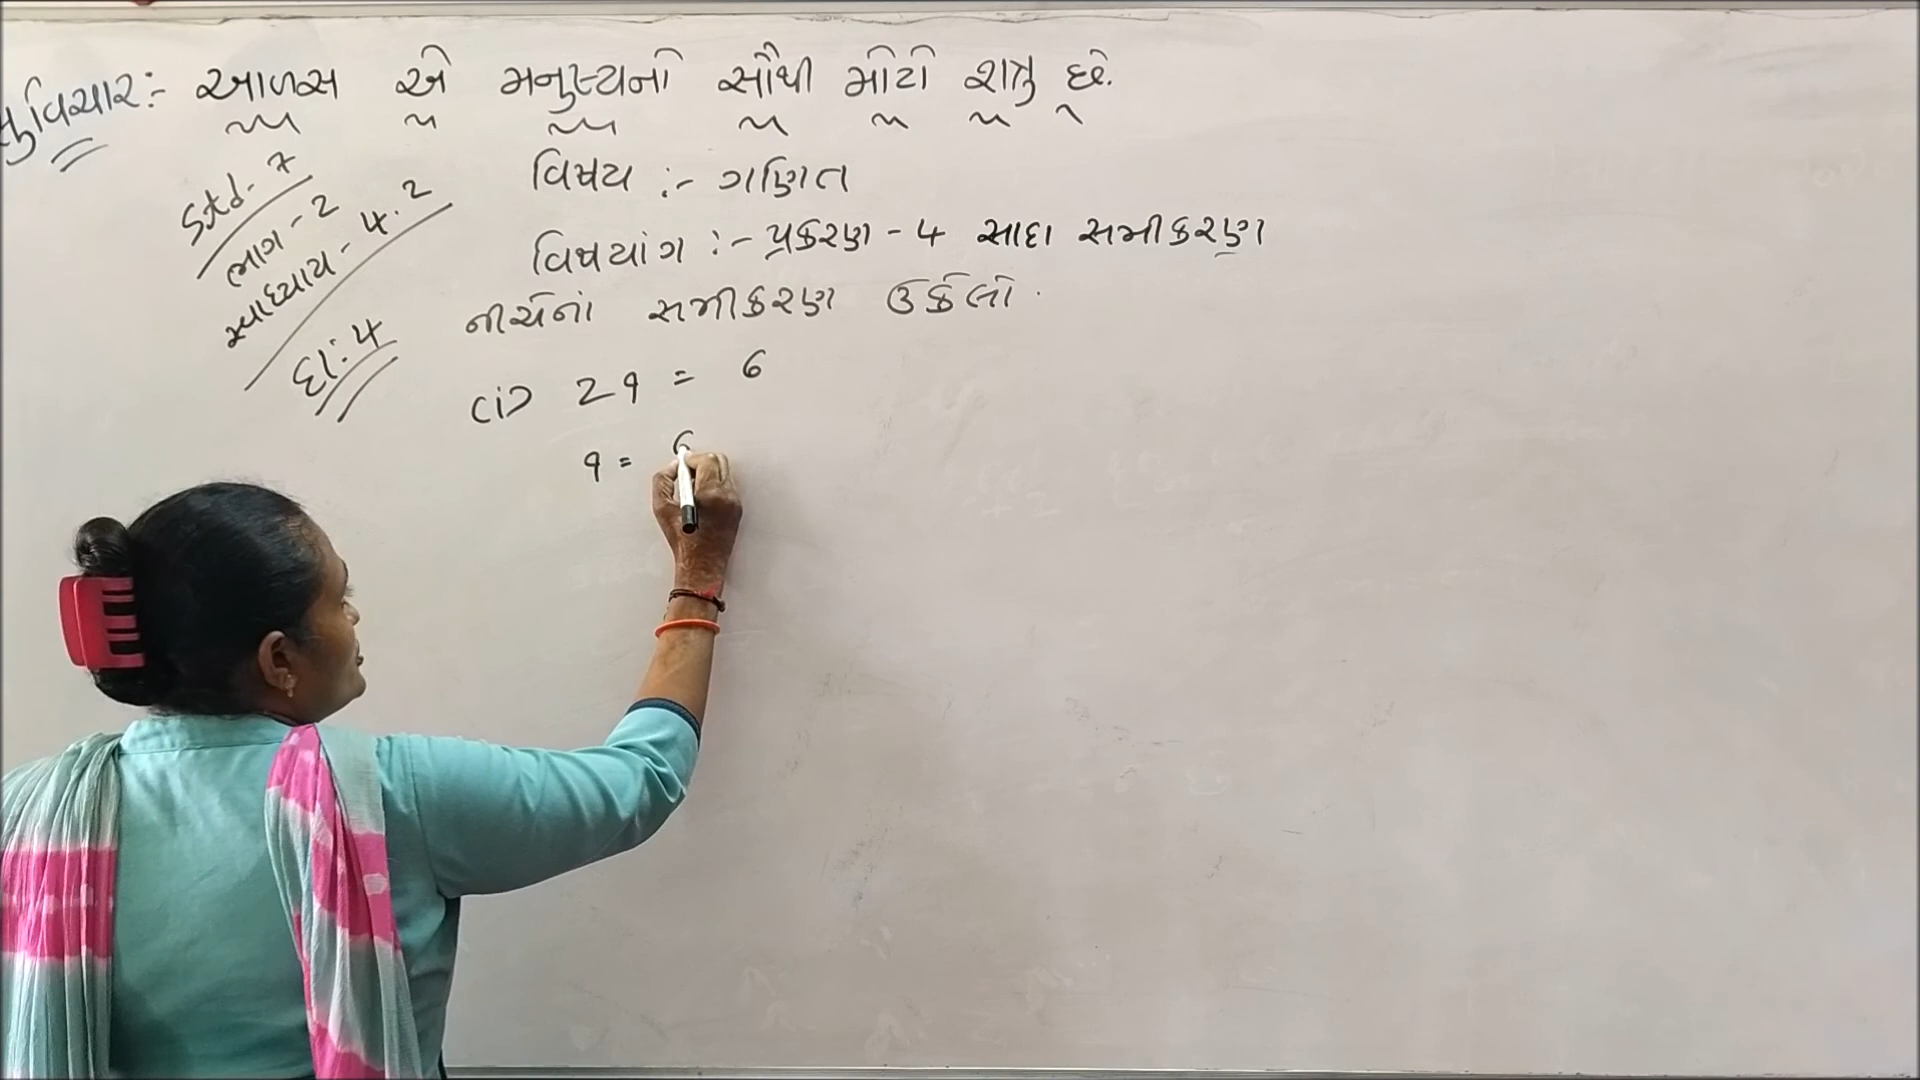 સુવિચાર:- આળસ એ મનુષ્યનો સૌથી મોટો શત્રુ છે.
Std- 7
ભાગ - 2
સ્વાધ્યાય - 4.2
દા: 4
વિષય :- ગણિત
વિષયાંગ :- પ્રકરણ - 4 સાદા સમીકરણ
નીચેનાં સમીકરણ ઉકેલો.
(i) 2q = 6
q = 6